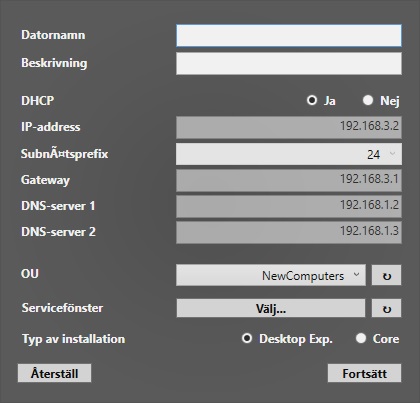 Datornamn
Beskrivning
DHCP Ja Nej
IP-address 192.168.3.2
SubnÃ¤tsprefix 24
Gateway 192.168.3.1
DNS-server 1 192.168.1.2
DNS-server 2 192.168.1.3
OU NewComputers ↻
Servicefönster Välj... ↻
Typ av installation Desktop Exp. Core
Återställ Fortsätt